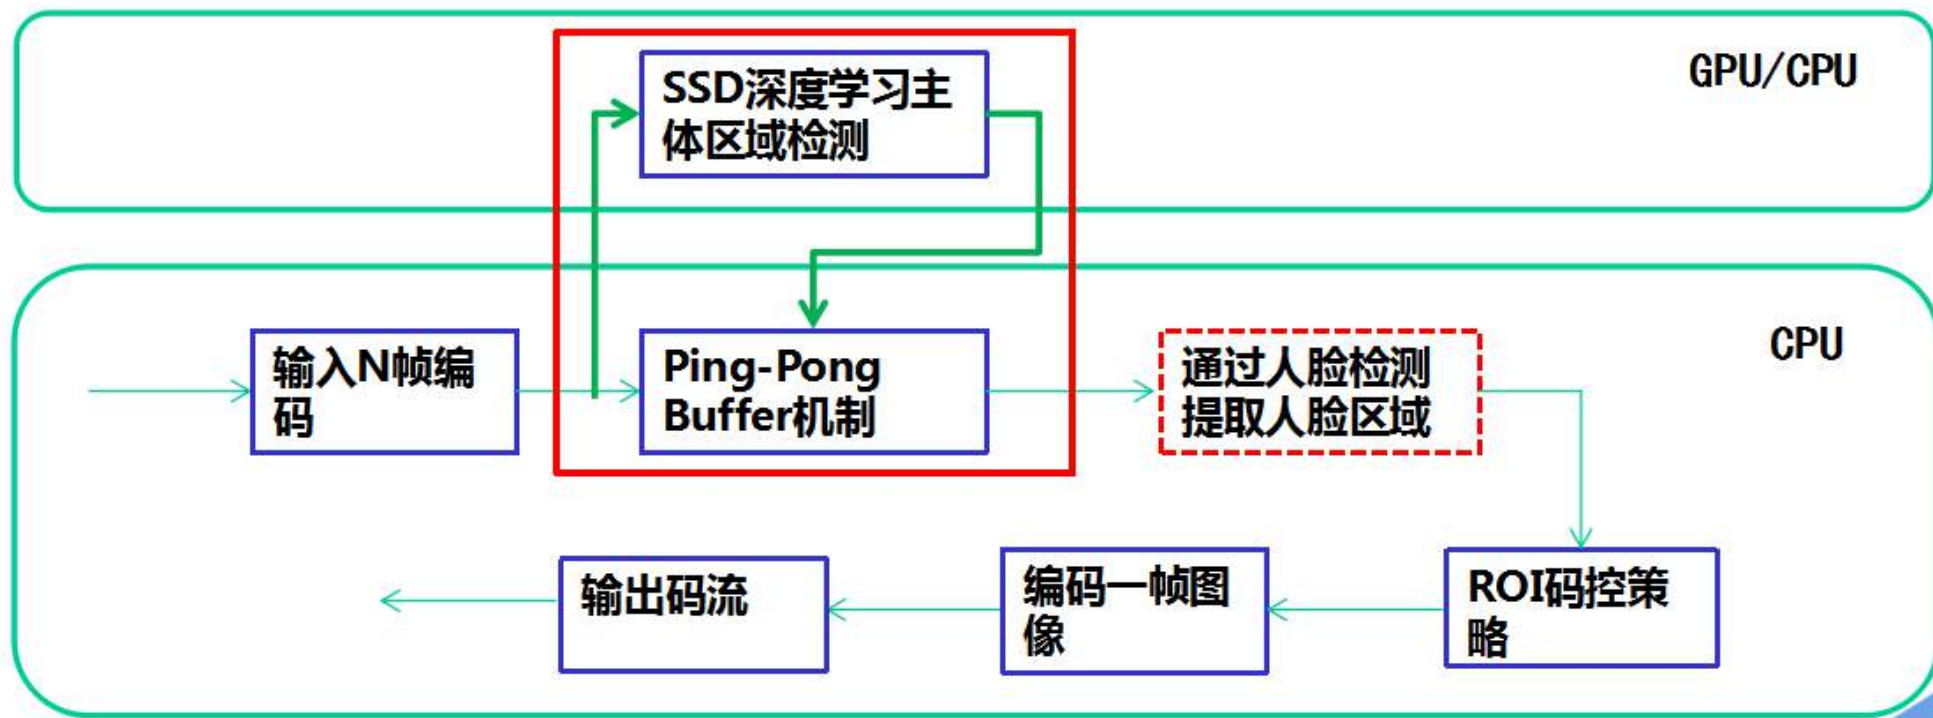 GPU/CPU
SSD深度学习主
体区域检测
CPU
输入N帧编
码
Ping-Pong
Buffer机制
通过人脸检测
提取人脸区域
ROI码控策
略
编码一帧图
像
输出码流